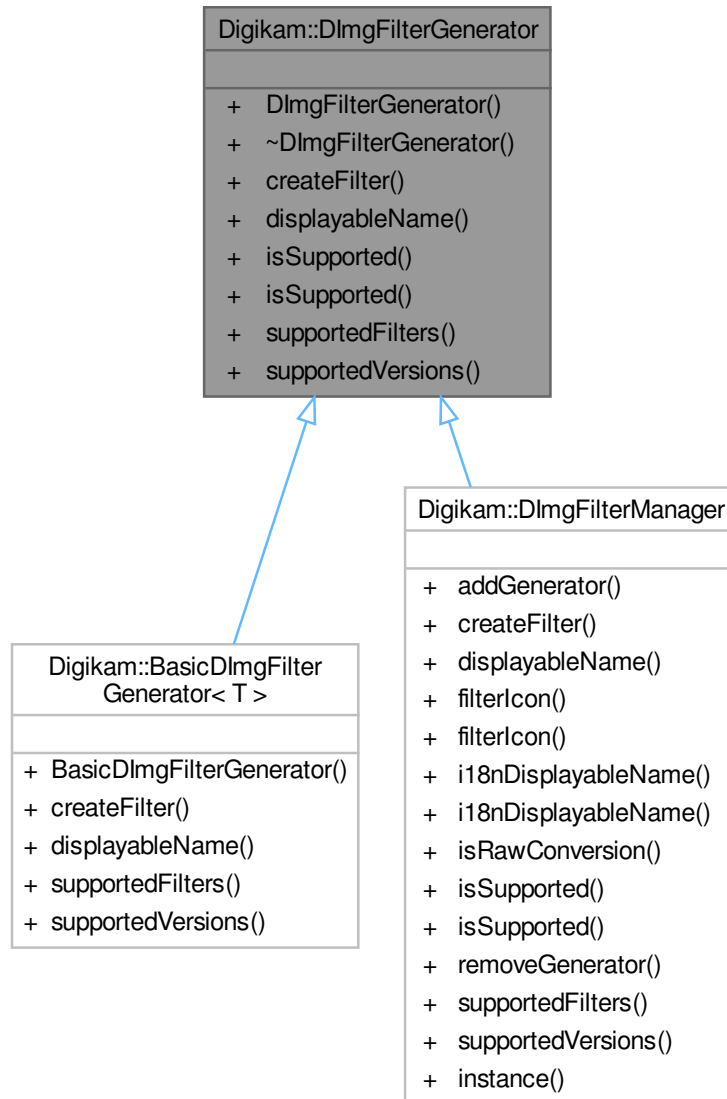 Digikam::DImgFilterGenerator
+ DImgFilterGenerator()
+ ~DImgFilterGenerator()
+ createFilter()
+ displayableName()
+ isSupported()
+ isSupported()
+ supportedFilters()
+ supportedVersions()
Digikam::BasicDImgFilter
Generator< T >
+ BasicDImgFilterGenerator()
+ createFilter()
+ displayableName()
+ supportedFilters()
+ supportedVersions()
Digikam::DImgFilterManager
+ addGenerator()
+ createFilter()
+ displayableName()
+ filterIcon()
+ filterIcon()
+ i18nDisplayableName()
+ i18nDisplayableName()
+ isRawConversion()
+ isSupported()
+ isSupported()
+ removeGenerator()
+ supportedFilters()
+ supportedVersions()
+ instance()